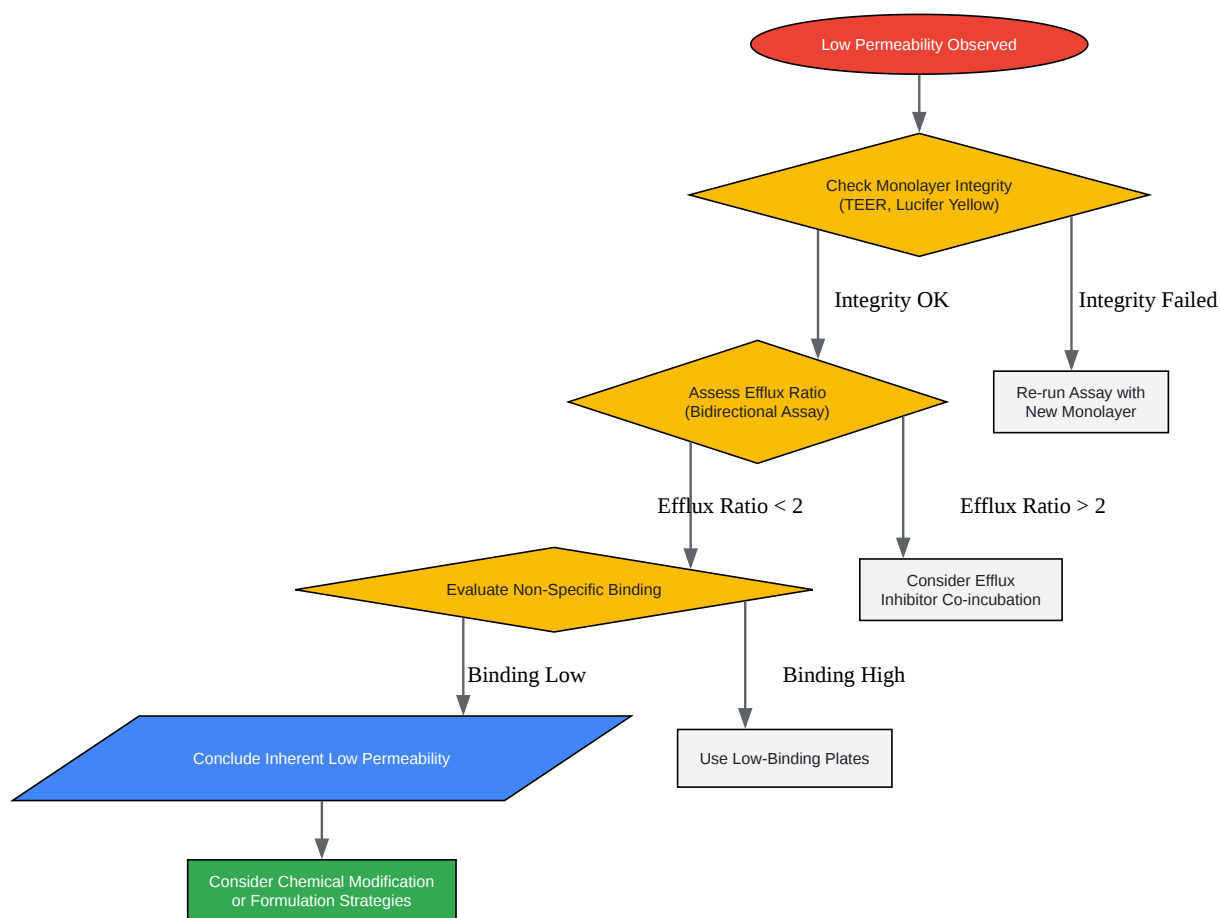 Low Permeability Observed
Check Monolayer Integrity
(TEER, Lucifer Yellow)
Integrity OK
Integrity Failed
Assess Efflux Ratio
(Bidirectional Assay)
Re-run Assay with
New Monolayer
Efflux Ratio < 2
Efflux Ratio > 2
Evaluate Non-Specific Binding
Consider Efflux
Inhibitor Co-incubation
Binding Low
Binding High
Conclude Inherent Low Permeability
Use Low-Binding Plates
Consider Chemical Modification
or Formulation Strategies